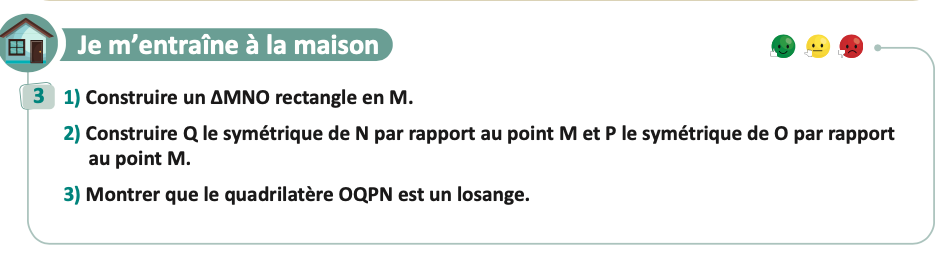 Je m’entraîne à la maison
3 1) Construire un ΔMNO rectangle en M.
2) Construire Q le symétrique de N par rapport au point M et P le symétrique de O par rapport
au point M.
3) Montrer que le quadrilatère OQPN est un losange.